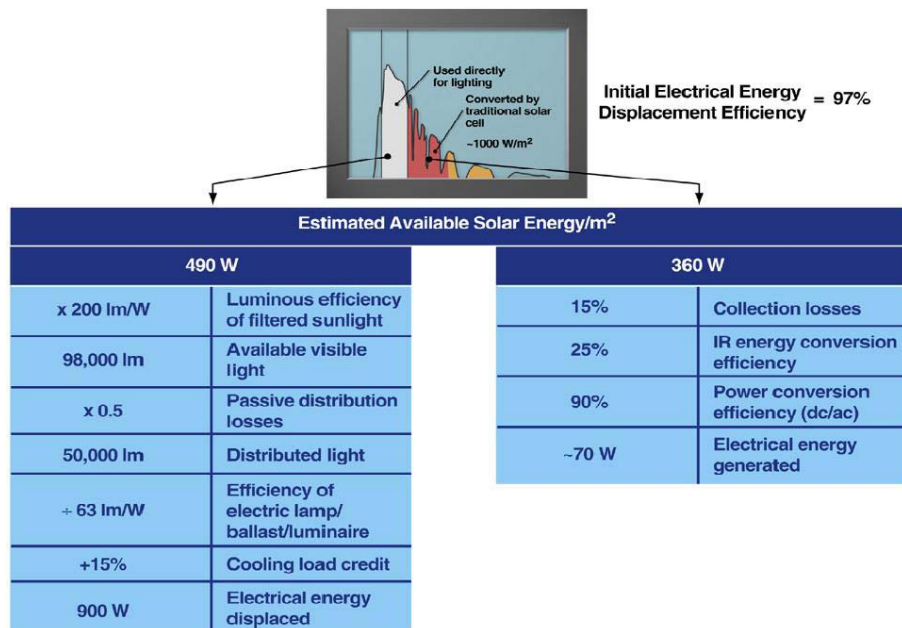 Used directly
for lighting
Converted by
traditional solar
cell
~1000 W/m²
Initial Electrical Energy
Displacement Efficiency = 97%
Estimated Available Solar Energy/m²
490 W
x 200 lm/W
Luminous efficiency
of filtered sunlight
98,000 lm
Available visible
light
x 0.5
Passive distribution
losses
50,000 lm
Distributed light
÷ 63 lm/W
Efficiency of
electric lamp/
ballast/luminaire
+15%
Cooling load credit
900 W
Electrical energy
displaced
360 W
15%
Collection losses
25%
IR energy conversion
efficiency
90%
Power conversion
efficiency (dc/ac)
~70 W
Electrical energy
generated